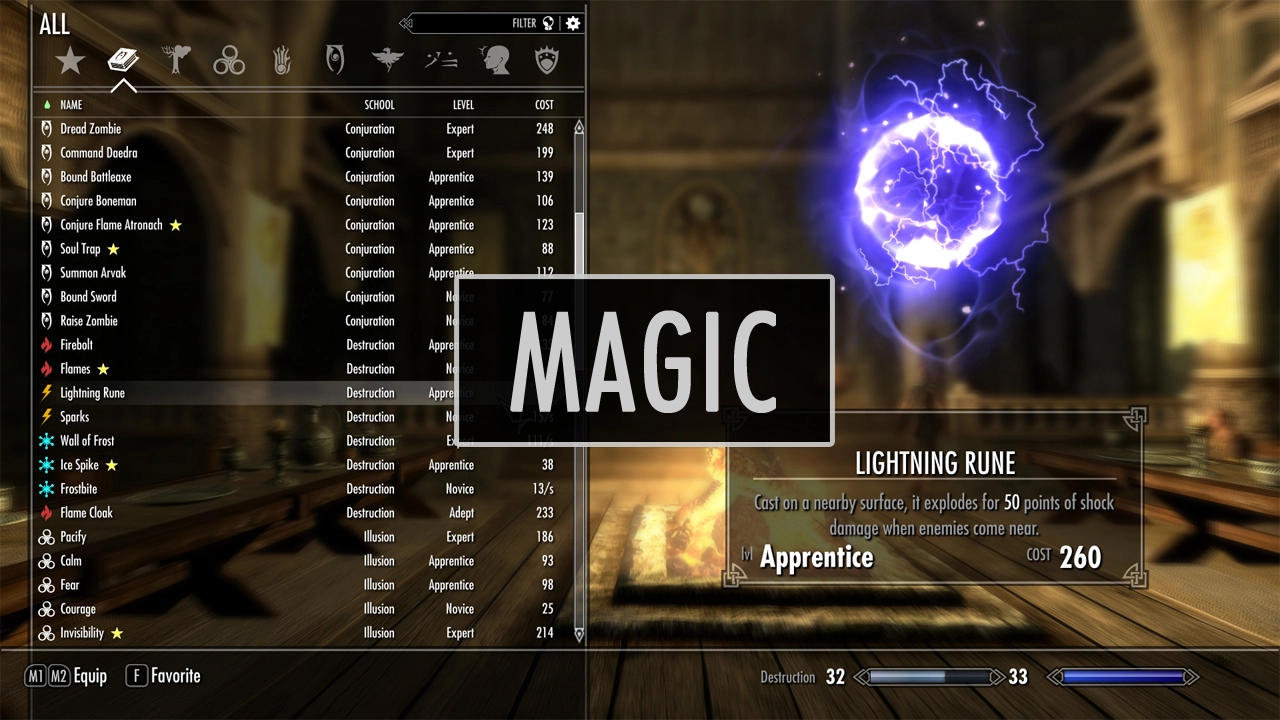 ALL
FILTER
NAME SCHOOL LEVEL COST
Dread Zombie Conjuration Expert 248
Command Daedra Conjuration Expert 199
Bound Battleaxe Conjuration Apprentice 139
Conjure Boneman Conjuration Apprentice 106
Conjure Flame Atronach Conjuration Apprentice 123
Soul Trap Conjuration Apprentice 88
Summon Arvak Conjuration Apprentice 112
Bound Sword Conjuration Novice 77
Raise Zombie Conjuration Novice 84
Firebolt Destruction
Flames Destruction
Lightning Rune Destruction
Sparks Destruction
Wall of Frost Destruction
Ice Spike Destruction Apprentice 38
Frostbite Destruction Novice 13/s
Flame Cloak Destruction Adept 233
Pacify Illusion Expert 186
Calm Illusion Apprentice 93
Fear Illusion Apprentice 98
Courage Illusion Novice 25
Invisibility Illusion Expert 214
MAGIC
LIGHTNING RUNE
Cast on a nearby surface, it explodes for 50 points of shock
damage when enemies come near.
lvl Apprentice COST 260
M1 M2 Equip F Favorite
Destruction 32 33